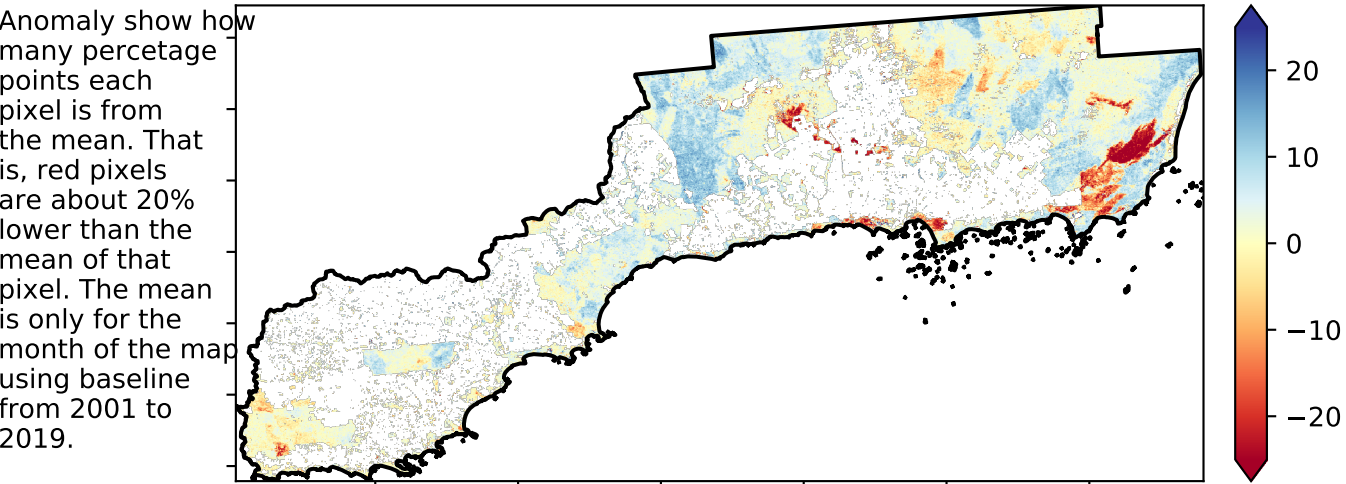 Anomaly show how
many percetage
points each
pixel is from
the mean. That
is, red pixels
are about 20%
lower than the
mean of that
pixel. The mean
is only for the
month of the map
using baseline
from 2001 to
2019.
20
10
0
−10
−20